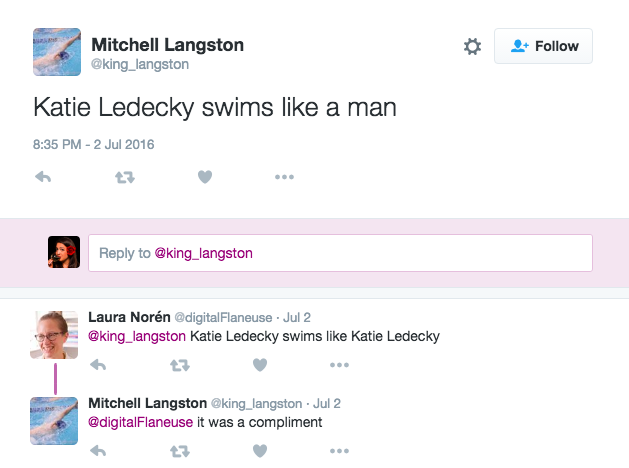 Mitchell Langston
@king_langston
Follow
Katie Ledecky swims like a man
8:35 PM - 2 Jul 2016
Reply to @king_langston
Laura Norén @digitalFlaneuse · Jul 2
@king_langston Katie Ledecky swims like Katie Ledecky
Mitchell Langston @king_langston · Jul 2
@digitalFlaneuse it was a compliment